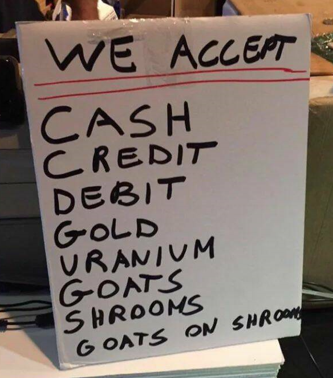 WE ACCEPT
CASH
CREDIT
DEBIT
GOLD
URANIUM
GOATS
SHROOMS
GOATS ON SHROOMS